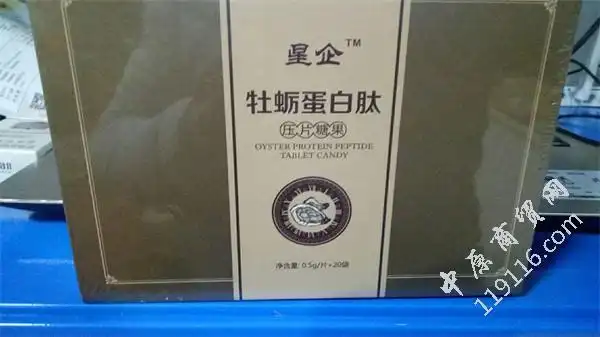 星企™
牡蛎蛋白肽
压片糖果
OYSTER PROTEIN PEPTIDE
TABLET CANDY
净含量: 0.5g/片*20袋
中原商贸网
119116.com